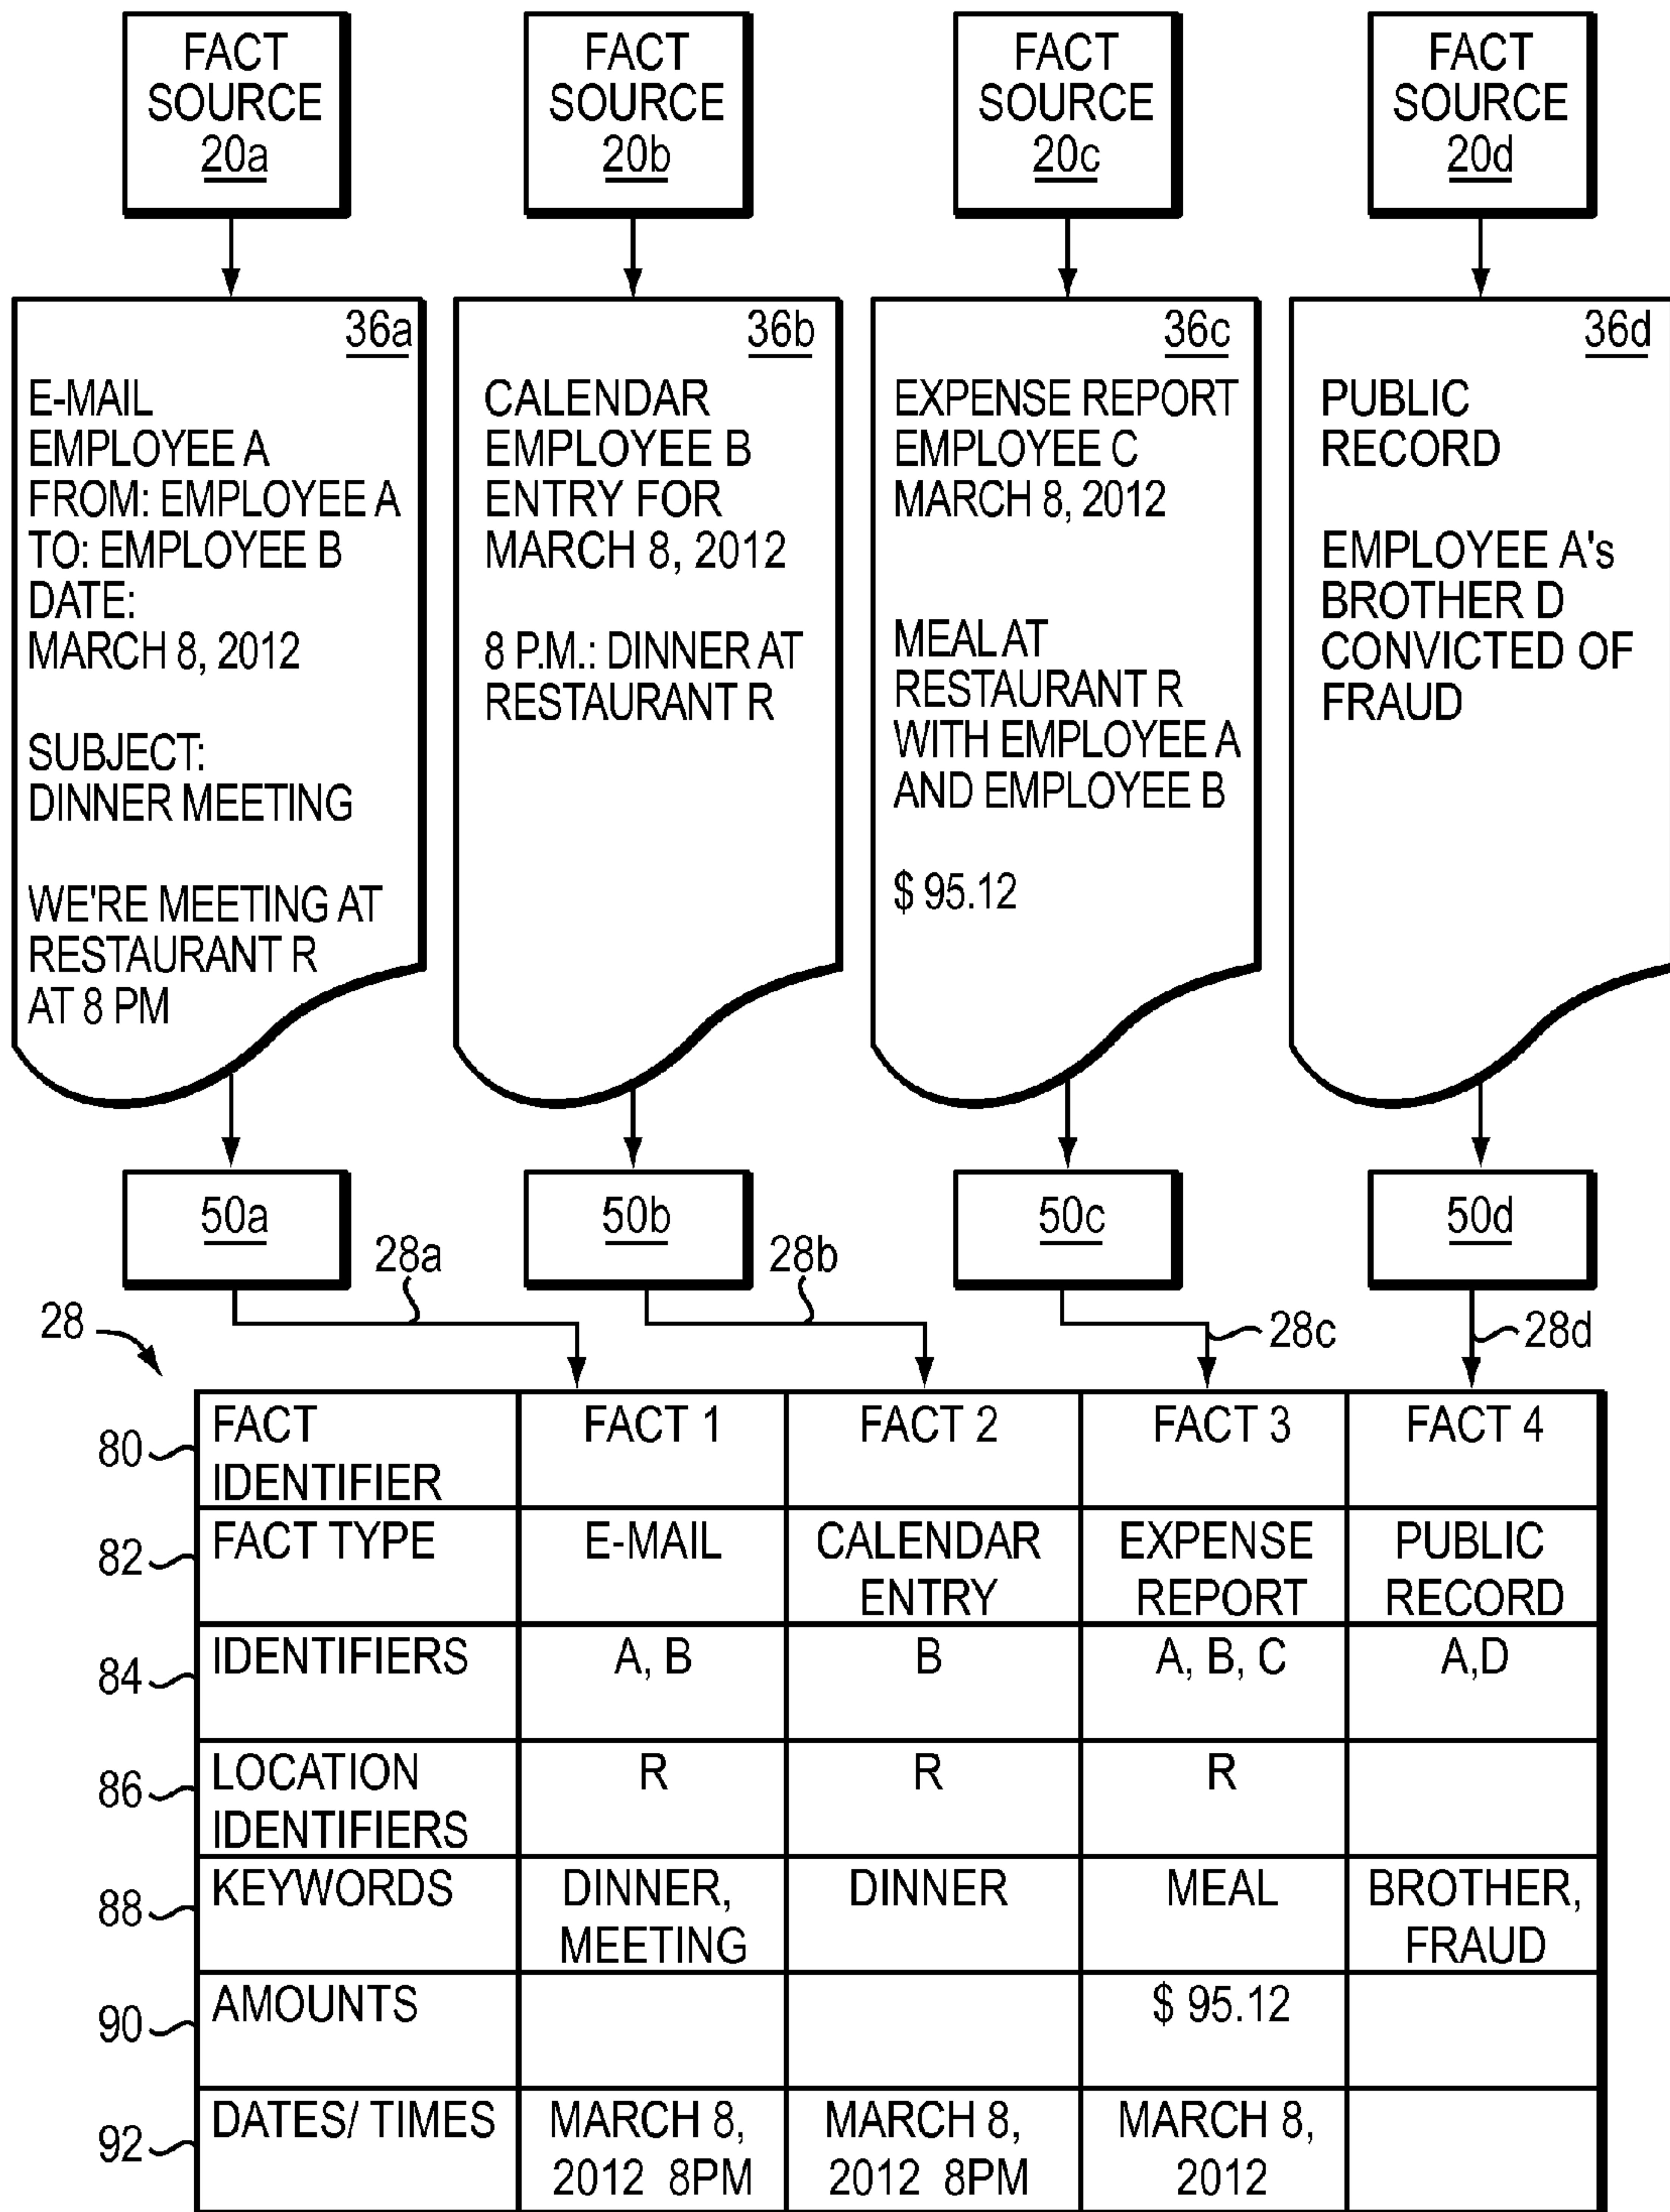 FACT
SOURCE
20a
FACT
SOURCE
20b
FACT
SOURCE
20c
FACT
SOURCE
20d
36a
E-MAIL
EMPLOYEE A
FROM: EMPLOYEE A
TO: EMPLOYEE B
DATE:
MARCH 8, 2012
SUBJECT:
DINNER MEETING
WE'RE MEETING AT
RESTAURANT R
AT 8 PM
36b
CALENDAR
EMPLOYEE B
ENTRY FOR
MARCH 8, 2012
8 P.M.: DINNER AT
RESTAURANT R
36c
EXPENSE REPORT
EMPLOYEE C
MARCH 8, 2012
MEAL AT
RESTAURANT R
WITH EMPLOYEE A
AND EMPLOYEE B
$ 95.12
36d
PUBLIC
RECORD
EMPLOYEE A's
BROTHER D
CONVICTED OF
FRAUD
50a
50b
50c
50d
28a
28b
28c
28d
28
80
FACT
IDENTIFIER
FACT 1
FACT 2
FACT 3
FACT 4
82
FACT TYPE
E-MAIL
CALENDAR
ENTRY
EXPENSE
REPORT
PUBLIC
RECORD
84
IDENTIFIERS
A, B
B
A, B, C
A,D
86
LOCATION
IDENTIFIERS
R
R
R
88
KEYWORDS
DINNER,
MEETING
DINNER
MEAL
BROTHER,
FRAUD
90
AMOUNTS
$ 95.12
92
DATES/ TIMES
MARCH 8,
2012 8PM
MARCH 8,
2012 8PM
MARCH 8,
2012